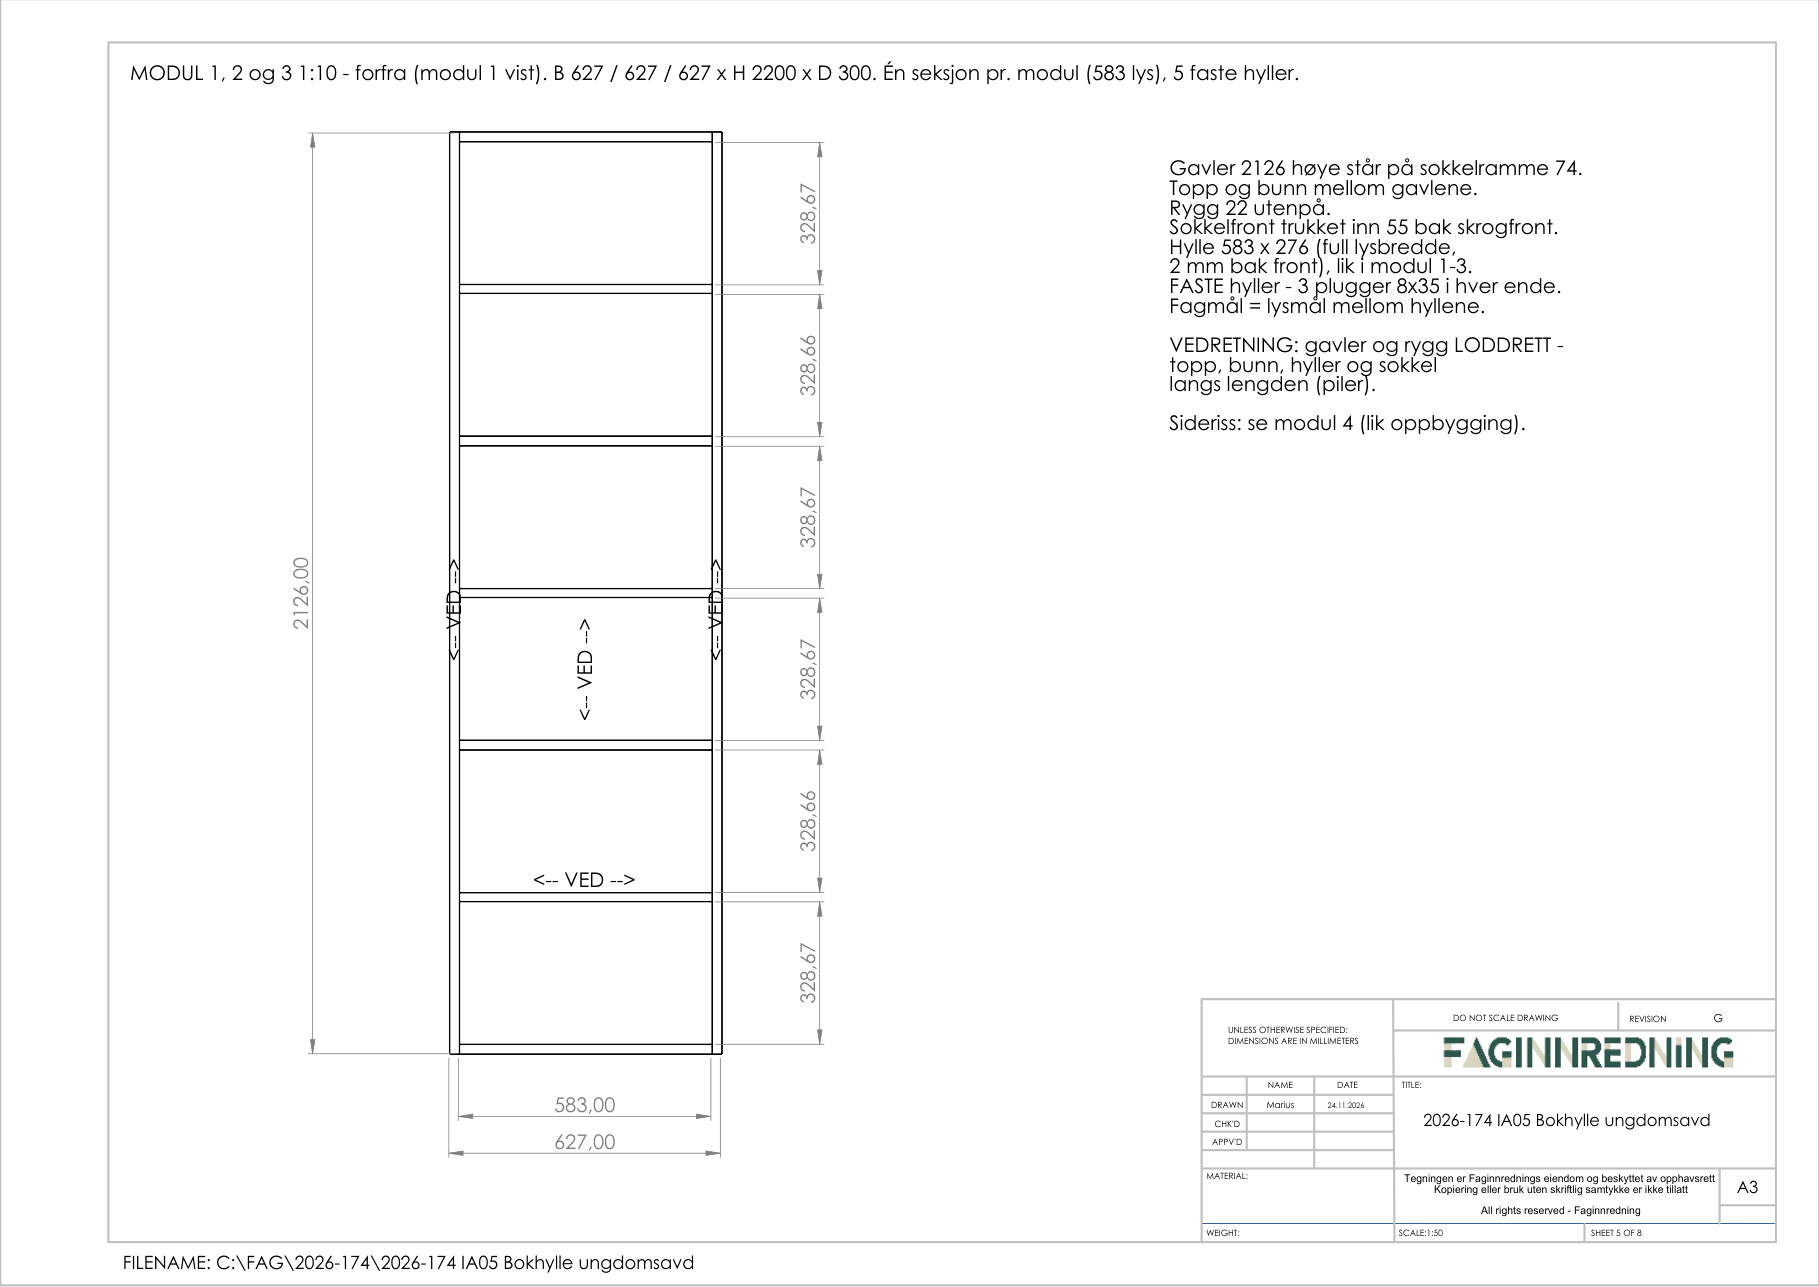 MODUL 1, 2 og 3 1:10 - forfra (modul 1 vist). B 627 / 627 / 627 x H 2200 x D 300. Én seksjon pr. modul (583 lys), 5 faste hyller.
Gavler 2126 høye står på sokkelramme 74.
Topp og bunn mellom gavlene.
Rygg 22 utenpå.
Sokkelfront trukket inn 55 bak skrogfront.
Hylle 583 x 276 (full lysbredde,
2 mm bak front), lik i modul 1-3.
FASTE hyller - 3 plugger 8x35 i hver ende.
Fagmål = lysmål mellom hyllene.
VEDRETNING: gavler og rygg LODDRETT -
topp, bunn, hyller og sokkel
langs lengden (piler).
Sideriss: se modul 4 (lik oppbygging).
2126,00
328,67
328,66
328,67
328,67
328,66
328,67
<-- VED -->
<-- VED -->
<-- VED -->
<-- VED -->
583,00
627,00
UNLESS OTHERWISE SPECIFIED:
DIMENSIONS ARE IN MILLIMETERS
DO NOT SCALE DRAWING
REVISION G
FAGINNREDNING
NAME DATE
DRAWN Marius 24.11.2026
CHK'D
APPV'D
TITLE:
2026-174 IA05 Bokhylle ungdomsavd
MATERIAL:
Tegningen er Faginnrednings eiendom og beskyttet av opphavsrett
Kopiering eller bruk uten skriftlig samtykke er ikke tillatt
All rights reserved - Faginnredning
A3
WEIGHT:
SCALE:1:50
SHEET 5 OF 8
FILENAME: C:\FAG\2026-174\2026-174 IA05 Bokhylle ungdomsavd